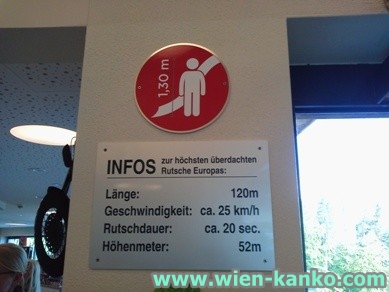 1,30 m
INFOS zur höchsten überdachten
Rutsche Europas:
Länge: 120m
Geschwindigkeit: ca. 25 km/h
Rutschdauer: ca. 20 sec.
Höhenmeter: 52m
www.wien-kanko.com